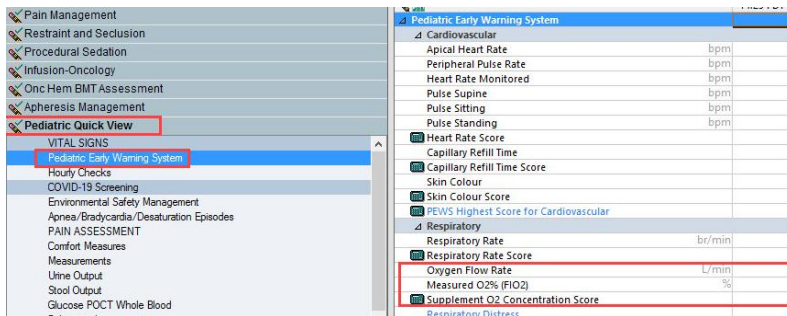 Pain Management
Restraint and Seclusion
Procedural Sedation
Infusion-Oncology
Onc Hem BMT Assessment
Apheresis Management
Pediatric Quick View
VITAL SIGNS
Pediatric Early Warning System
Hourly Checks
COVID-19 Screening
Environmental Safety Management
Apnea/Bradycardia/Desaturation Episodes
PAIN ASSESSMENT
Comfort Measures
Measurements
Urine Output
Stool Output
Glucose POCT Whole Blood
Pediatric Early Warning System
Cardiovascular
Apical Heart Rate bpm
Peripheral Pulse Rate bpm
Heart Rate Monitored bpm
Pulse Supine bpm
Pulse Sitting bpm
Pulse Standing bpm
Heart Rate Score
Capillary Refill Time
Capillary Refill Time Score
Skin Colour
Skin Colour Score
PEWS Highest Score for Cardiovascular
Respiratory
Respiratory Rate br/min
Respiratory Rate Score
Oxygen Flow Rate L/min
Measured O2% (FIO2) %
Supplement O2 Concentration Score
Respiratory Distress